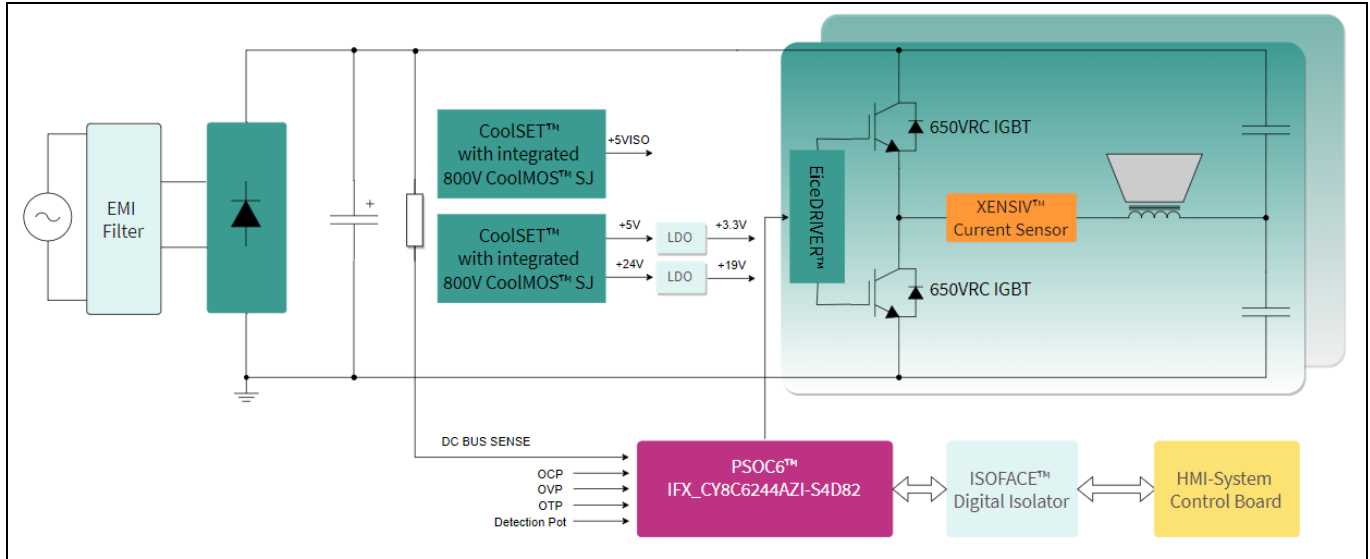 EMI
Filter
+
CoolSET™
with integrated
800V CoolMOS™ SJ
+5VISO
CoolSET™
with integrated
800V CoolMOS™ SJ
+5V
LDO
+3.3V
+24V
LDO
+19V
EiceDRIVER™
650VRC IGBT
650VRC IGBT
XENSIV™
Current Sensor
DC BUS SENSE
OCP
OVP
OTP
Detection Pot
PSOC6™
IFX_CY8C6244AZI-S4D82
ISOFACE™
Digital Isolator
HMI-System
Control Board